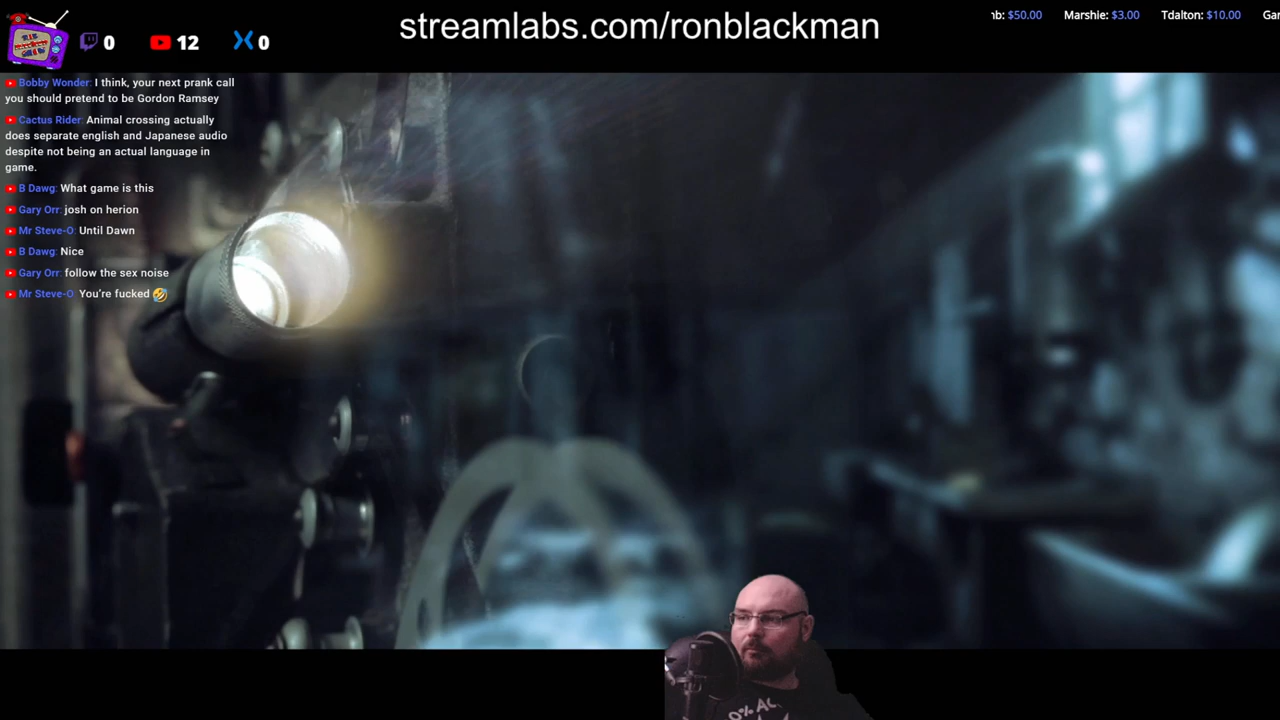 streamlabs.com/ronblackman
$50.00 Marshie: $3.00 Tdalton: $10.00
0 12 0
Bobby Wonder: I think, your next prank call
you should pretend to be Gordon Ramsey
Cactus Rider: Animal crossing actually
does separate english and Japanese audio
despite not being an actual language in
game.
B Dawg: What game is this
Gary Orr: josh on herion
Mr Steve-O: Until Dawn
B Dawg: Nice
Gary Orr: follow the sex noise
Mr Steve-O: You're fucked 🤣